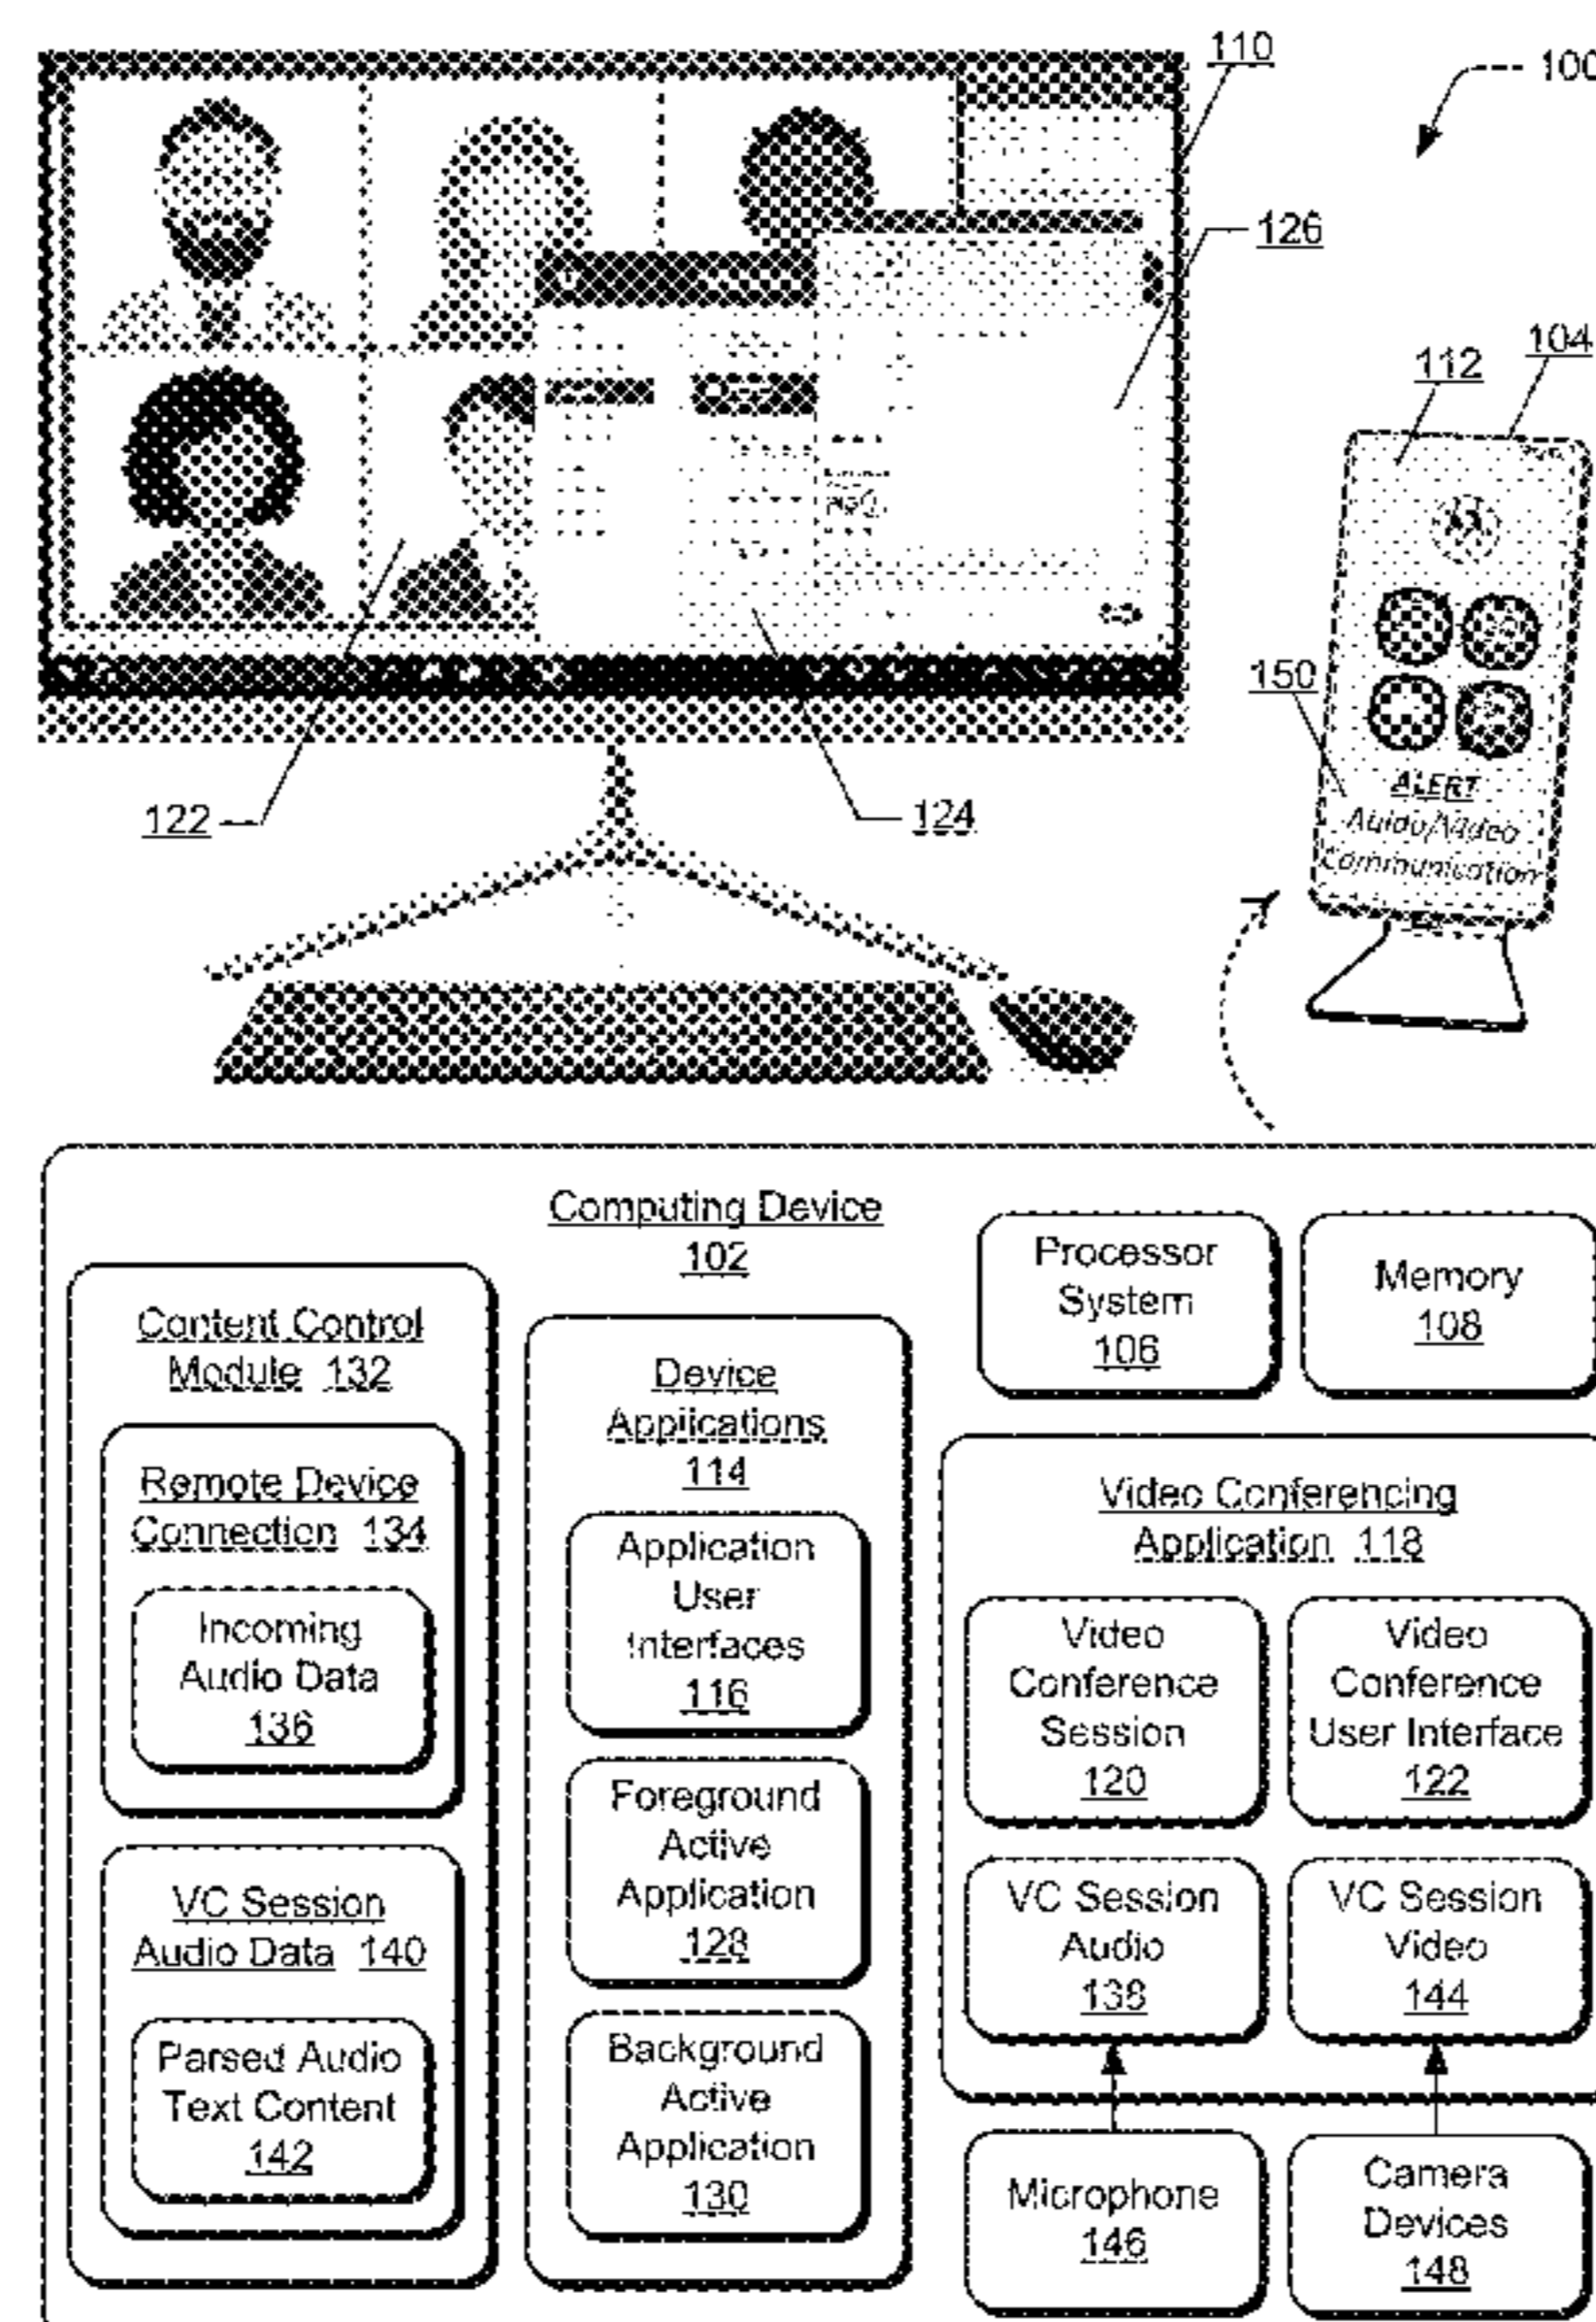 110
100
126
104
112
150
ALERT
Auido/Video
Communication
122
124
Computing Device
102
Processor
System
106
Memory
108
Content Control
Module 132
Device
Applications
114
Remote Device
Connection 134
Video Conferencing
Application 118
Incoming
Audio Data
136
Application
User
Interfaces
116
Video
Conference
Session
120
Video
Conference
User Interface
122
Foreground
Active
Application
128
VC Session
Audio Data 140
VC Session
Audio
138
VC Session
Video
144
Parsed Audio
Text Content
142
Background
Active
Application
130
Microphone
146
Camera
Devices
148